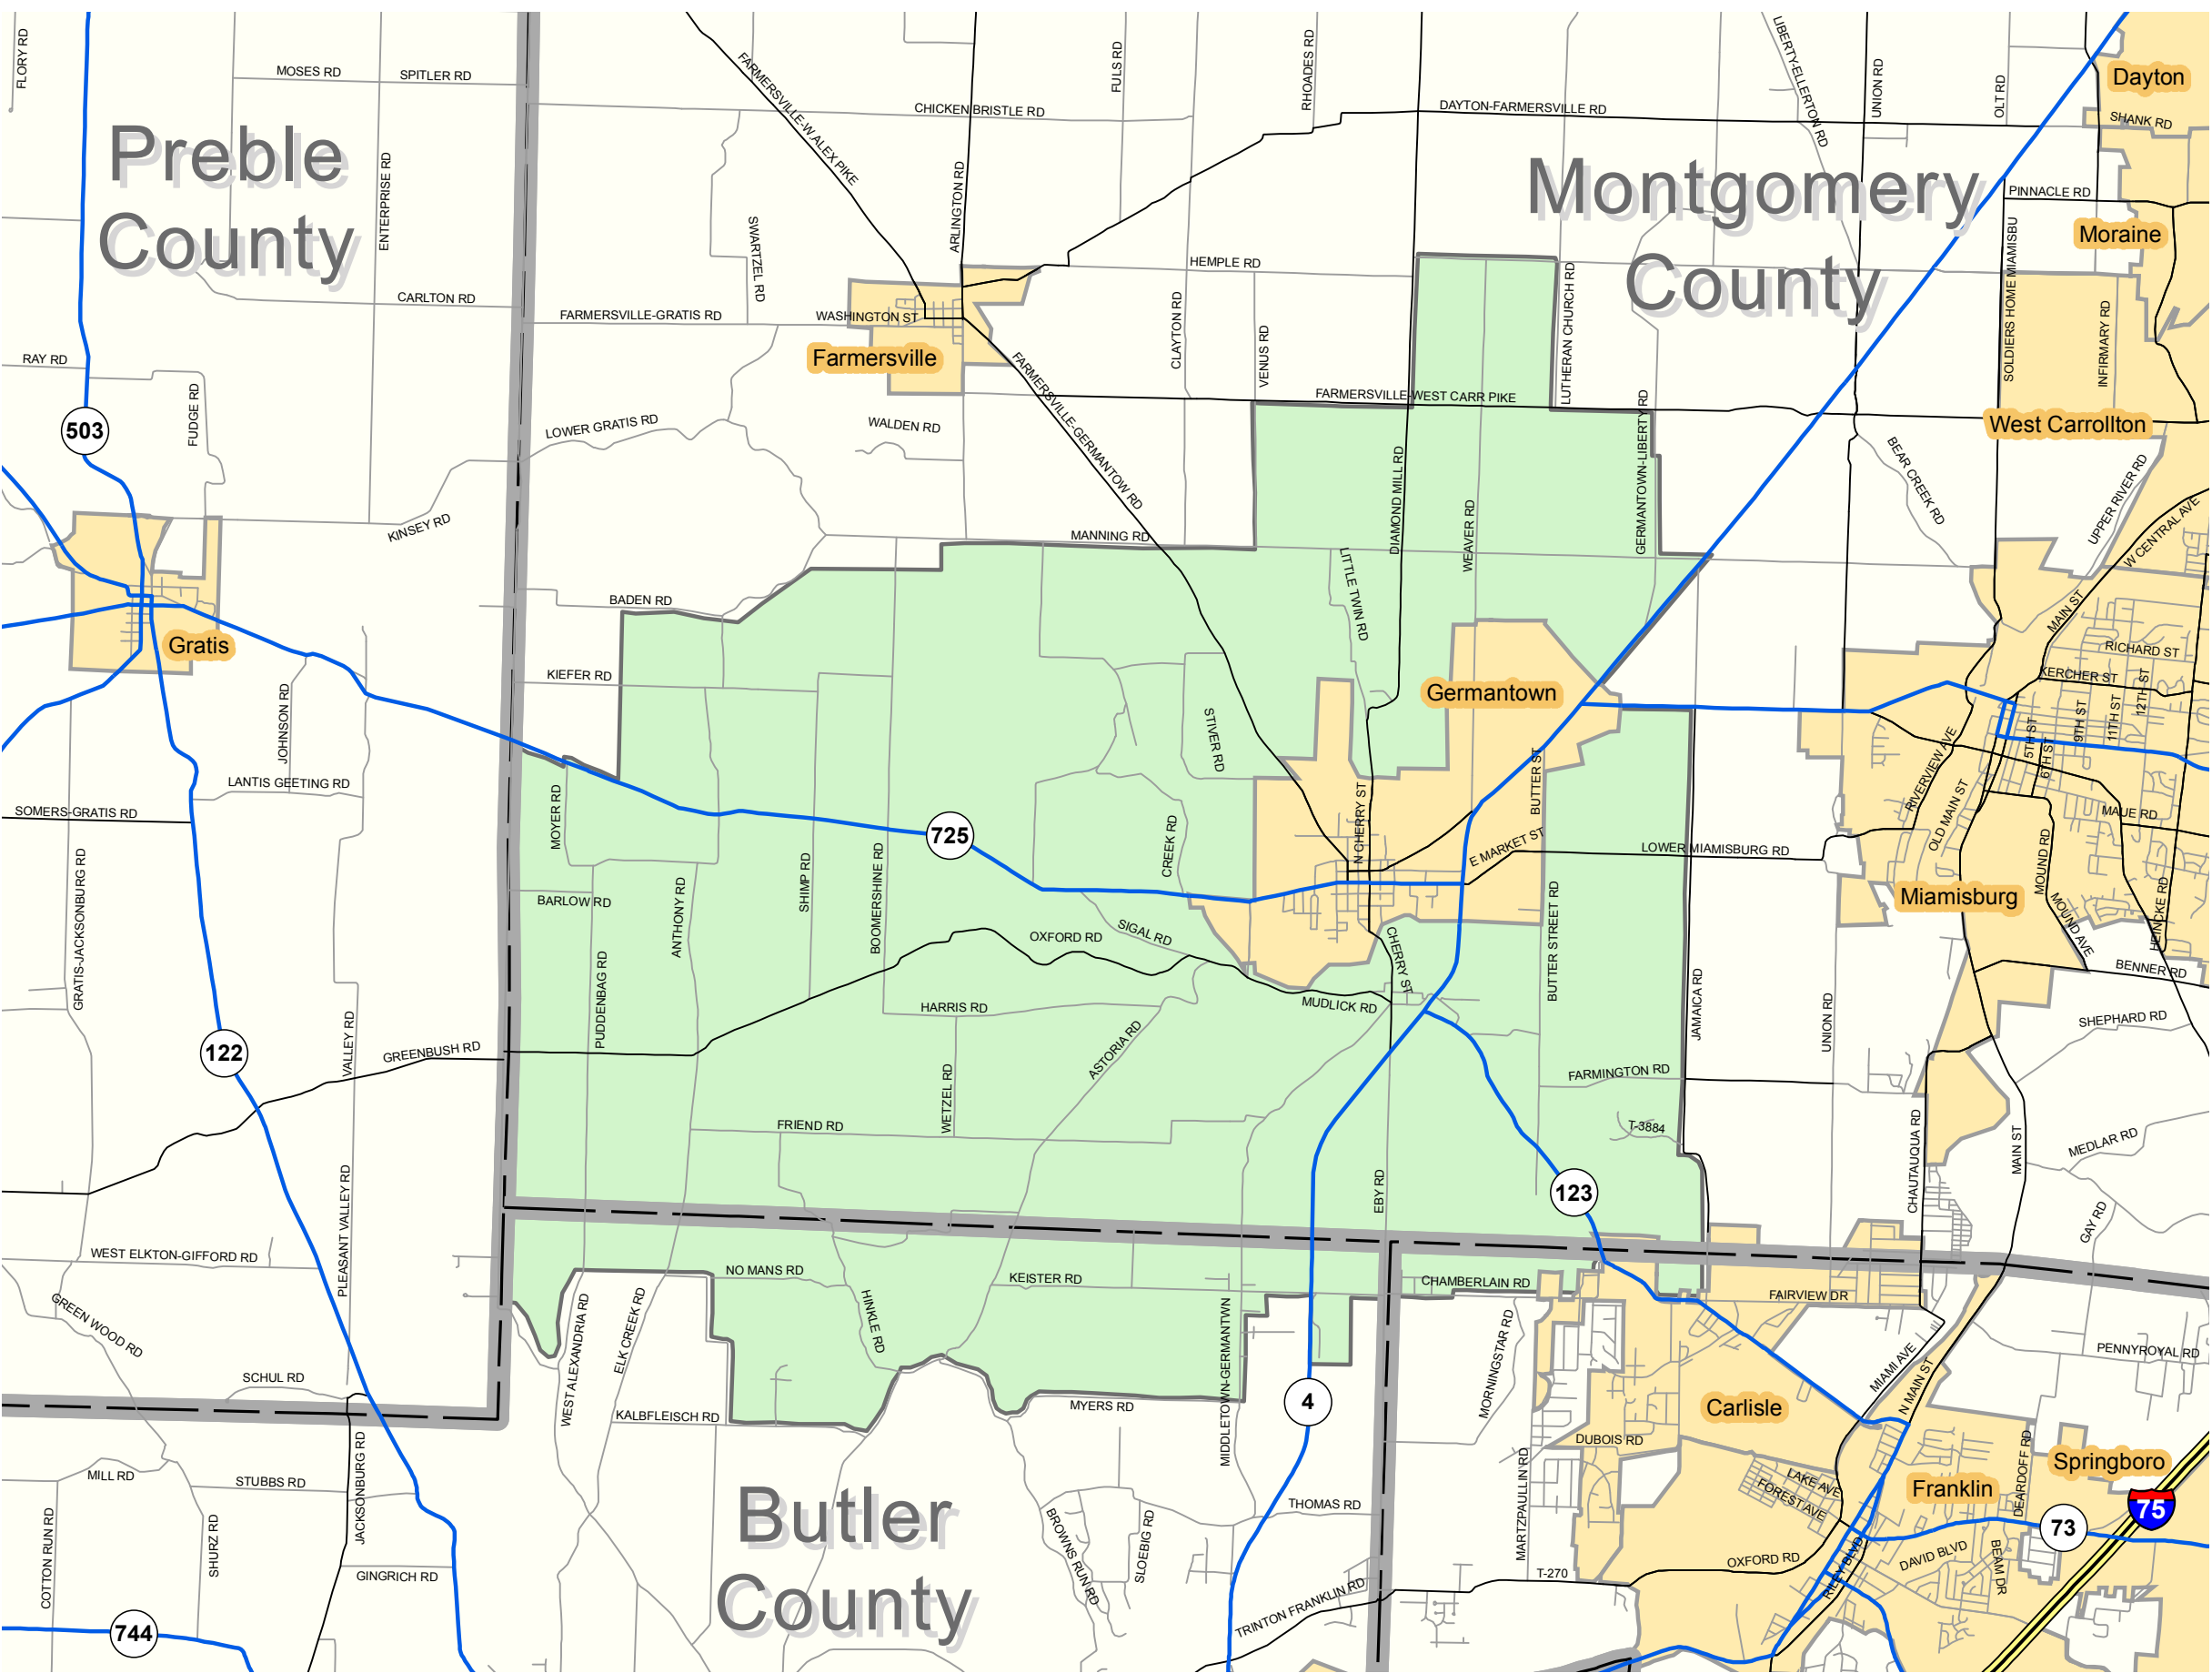 FLORY RD
MOSES RD
SPITLER RD
ENTERPRISE RD
Preble
County
CARLTON RD
RAY RD
FUDGE RD
503
KINSEY RD
Gratis
JOHNSON RD
LANTIS GEETING RD
SOMERS-GRATIS RD
GRATIS-JACKSONBURG RD
122
VALLEY RD
GREENBUSH RD
PLEASANT VALLEY RD
WEST ELKTON-GIFFORD RD
GREEN WOOD RD
SCHUL RD
MILL RD
STUBBS RD
COTTON RUN RD
SHURZ RD
JACKSONBURG RD
GINGRICH RD
744
FARMERSVILLE-W.ALEX PIKE
FULS RD
RHOADES RD
CHICKEN BRISTLE RD
DAYTON-FARMERSVILLE RD
LIBERTY-ELLERTON RD
UNION RD
OLT RD
Dayton
SHANK RD
ARLINGTON RD
SWARTZEL RD
Montgomery
County
PINNACLE RD
Moraine
SOLDIERS HOME MIAMISBU
INFIRMARY RD
HEMPLE RD
FARMERSVILLE-GRATIS RD
WASHINGTON ST
Farmersville
CLAYTON RD
VENUS RD
LUTHERAN CHURCH RD
FARMERSVILLE-WEST CARR PIKE
FARMERSVILLE-GERMANTOW RD
LOWER GRATIS RD
WALDEN RD
DIAMOND MILL RD
WEAVER RD
GERMANTOWN-LIBERTY RD
West Carrollton
BEAR CREEK RD
UPPER RIVER RD
W CENTRAL AVE
MANNING RD
LITTLE TWIN RD
BADEN RD
KIEFER RD
STIVER RD
Germantown
MAIN ST
RICHARD ST
KERCHER ST
5TH ST
6TH ST
9TH ST
11TH ST
12TH ST
RIVERVIEW AVE
OLD MAIN ST
MAUE RD
MOUND RD
MOUND AVE
HEINCKE RD
Miamisburg
BENNER RD
MOYER RD
725
CREEK RD
N CHERRY ST
BUTTER ST
E MARKET ST
LOWER MIAMISBURG RD
BARLOW RD
ANTHONY RD
SHIMP RD
BOOMERSHINE RD
SIGAL RD
OXFORD RD
CHERRY ST
BUTTER STREET RD
JAMAICA RD
UNION RD
PUDDENBAG RD
HARRIS RD
MUDLICK RD
SHEPHARD RD
ASTORIA RD
WETZEL RD
FARMINGTON RD
T-3884
FRIEND RD
EBY RD
123
CHAUTAUQUA RD
MAIN ST
MEDLAR RD
GAY RD
NO MANS RD
KEISTER RD
CHAMBERLAIN RD
FAIRVIEW DR
WEST ALEXANDRIA RD
ELK CREEK RD
HINKLE RD
MIDDLETOWN-GERMANTOWN
MORNINGSTAR RD
MIAMI AVE
N MAIN ST
PENNYROYAL RD
KALBFLEISCH RD
MYERS RD
4
Carlisle
DUBOIS RD
MARTZPAULLIN RD
LAKE AVE
FOREST AVE
Franklin
DEARDOFF RD
Springboro
75
73
Butler
County
BROWNS RUN RD
SLOEBIG RD
THOMAS RD
TRINTON FRANKLIN RD
T-270
OXFORD RD
RILEY BLVD
DAVID BLVD
BEAM DR